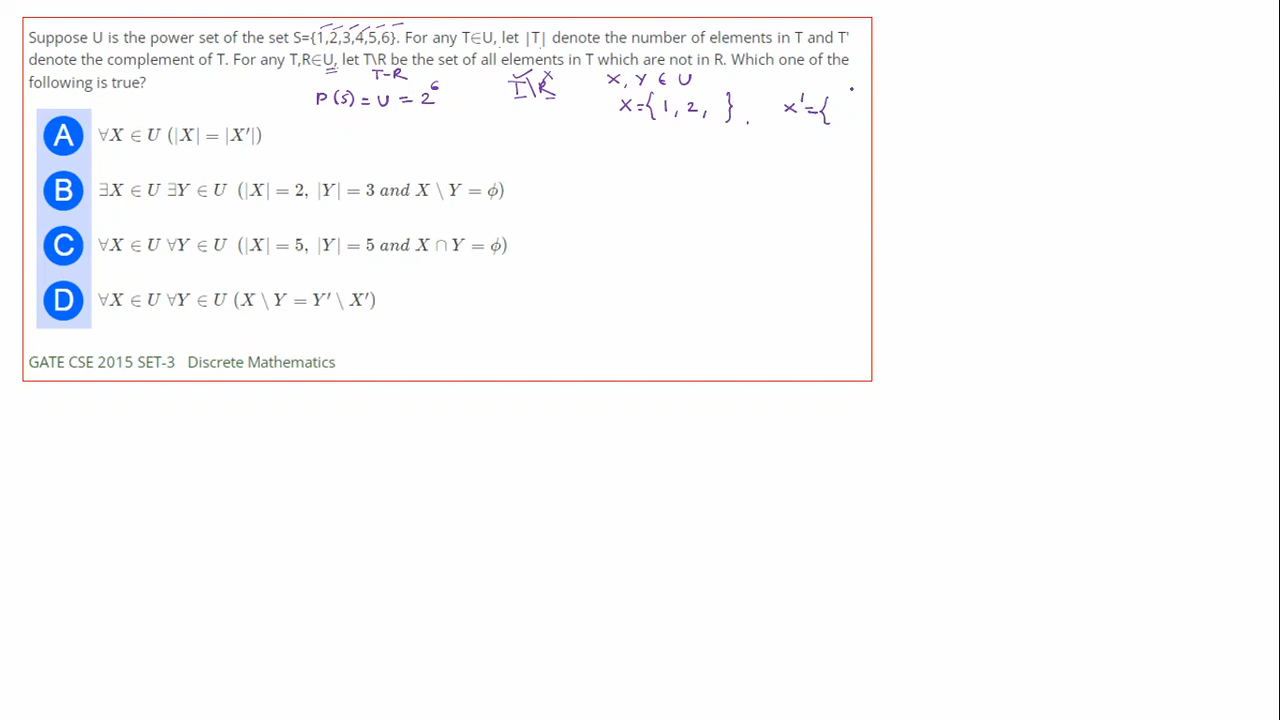 Suppose U is the power set of the set S={1,2,3,4,5,6}. For any T∈U, let |T| denote the number of elements in T and T'
denote the complement of T. For any T,R∈U, let T\R be the set of all elements in T which are not in R. Which one of the
following is true?
T-R
P(S) = U = 2^6
T\R
X, Y ∈ U
X={1, 2, }
X'={
A ∀X ∈ U (|X| = |X′|)
B ∃X ∈ U ∃Y ∈ U (|X| = 2, |Y| = 3 and X \ Y = ϕ)
C ∀X ∈ U ∀Y ∈ U (|X| = 5, |Y| = 5 and X ∩ Y = ϕ)
D ∀X ∈ U ∀Y ∈ U (X \ Y = Y′ \ X′)
GATE CSE 2015 SET-3 Discrete Mathematics